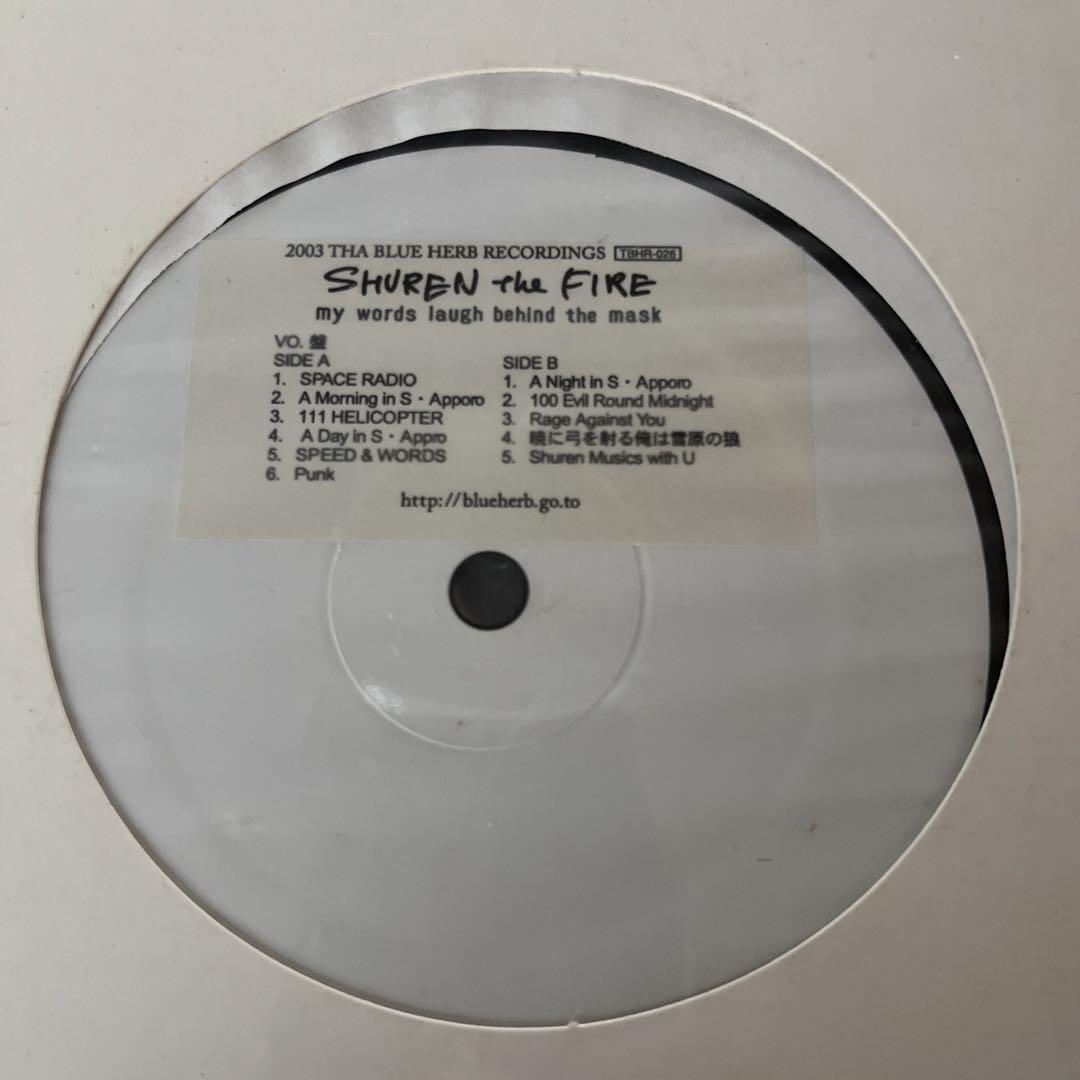 2003 THA BLUE HERB RECORDINGS TBHR-026
SHUREN the FIRE
my words laugh behind the mask
VO. 盤
SIDE A
1. SPACE RADIO
2. A Morning in S・Apporo
3. 111 HELICOPTER
4. A Day in S・Appro
5. SPEED & WORDS
6. Punk
SIDE B
1. A Night in S・Apporo
2. 100 Evil Round Midnight
3. Rage Against You
4. 暁に弓を射る俺は雪原の狼
5. Shuren Musics with U
http://blueherb.go.to